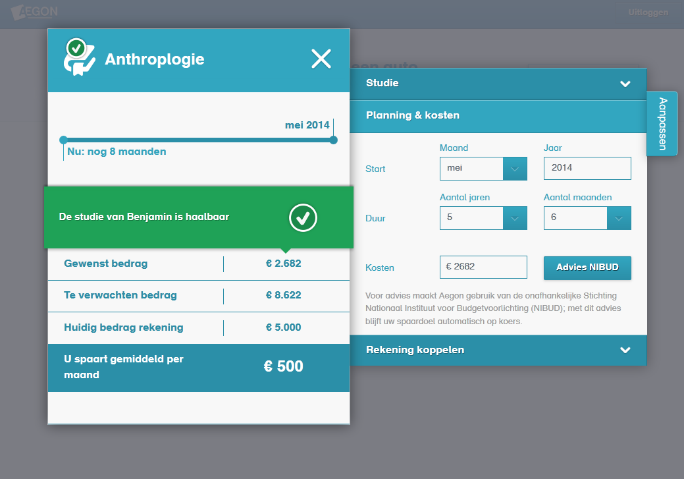 AEGON
Uitloggen
een auto
Anthroplogie
mei 2014
Nu: nog 8 maanden
De studie van Benjamin is haalbaar
Gewenst bedrag € 2.682
Te verwachten bedrag € 8.622
Huidig bedrag rekening € 5.000
U spaart gemiddeld per
maand
€ 500
Studie
Planning & kosten
Maand Jaar
Start mei 2014
Aantal jaren Aantal maanden
Duur 5 6
Kosten € 2682 Advies NIBUD
Voor advies maakt Aegon gebruik van de onafhankelijke Stichting
Nationaal Instituut voor Budgetvoorlichting (NIBUD); met dit advies
blijft uw spaardoel automatisch op koers.
Rekening koppelen
Aanpassen